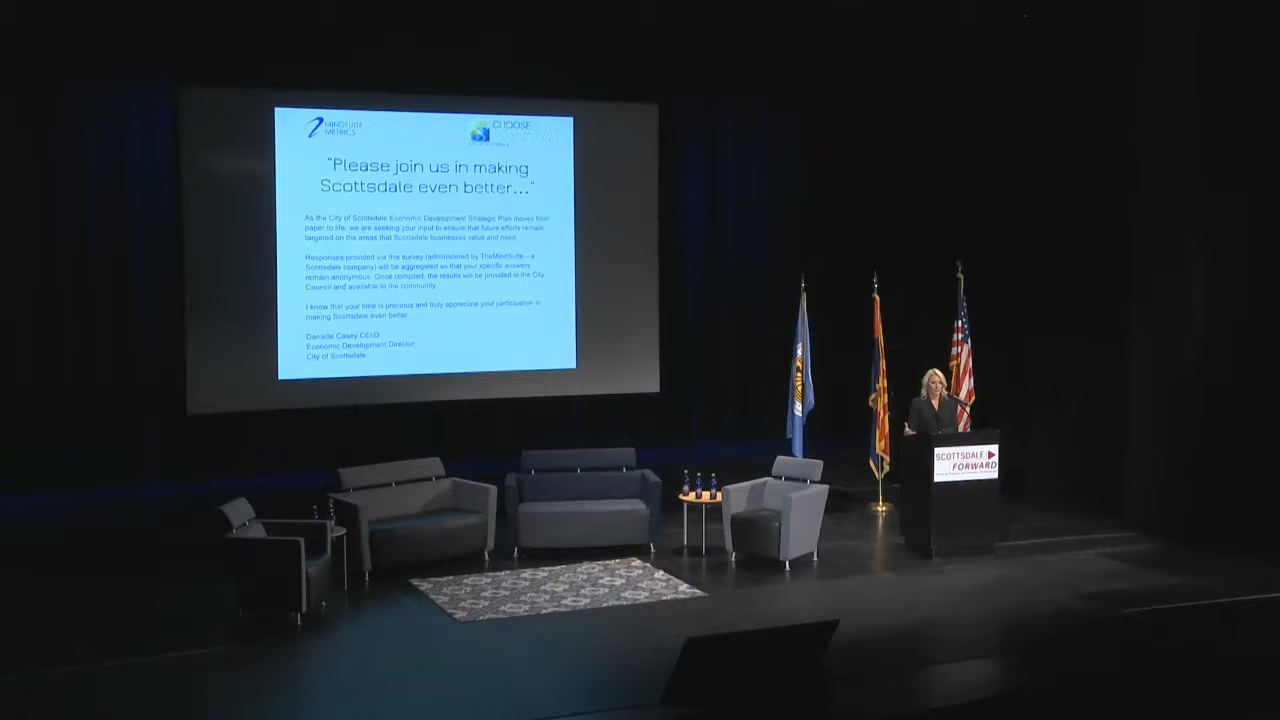 MINDSUITE
METRICS
CHOOSE
"Please join us in making
Scottsdale even better..."
As the City of Scottsdale Economic Development Strategic Plan moves from
paper to life, we are seeking your input to ensure that future efforts remain
targeted on the areas that Scottsdale businesses value and need.
Responses provided via this survey (administered by TheMindSuite – a
Scottsdale company) will be aggregated so that your specific answers
remain anonymous. Once compiled, the results will be provided to the City
Council and available to the community.
I know that your time is precious and truly appreciate your participation in
making Scottsdale even better.
Danielle Casey CEcD
Economic Development Director,
City of Scottsdale
SCOTTSDALE
FORWARD